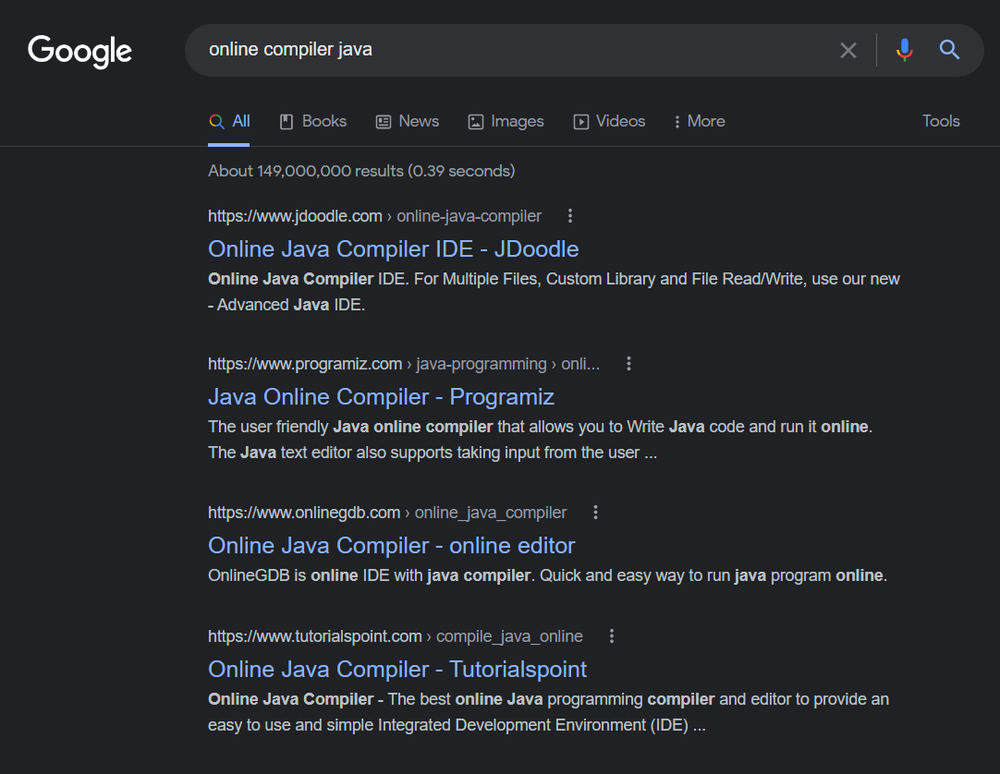 Google
online compiler java
All Books News Images Videos More Tools
About 149,000,000 results (0.39 seconds)
https://www.jdoodle.com › online-java-compiler
Online Java Compiler IDE - JDoodle
Online Java Compiler IDE. For Multiple Files, Custom Library and File Read/Write, use our new
- Advanced Java IDE.
https://www.programiz.com › java-programming › onli...
Java Online Compiler - Programiz
The user friendly Java online compiler that allows you to Write Java code and run it online.
The Java text editor also supports taking input from the user ...
https://www.onlinegdb.com › online_java_compiler
Online Java Compiler - online editor
OnlineGDB is online IDE with java compiler. Quick and easy way to run java program online.
https://www.tutorialspoint.com › compile_java_online
Online Java Compiler - Tutorialspoint
Online Java Compiler - The best online Java programming compiler and editor to provide an
easy to use and simple Integrated Development Environment (IDE) ...